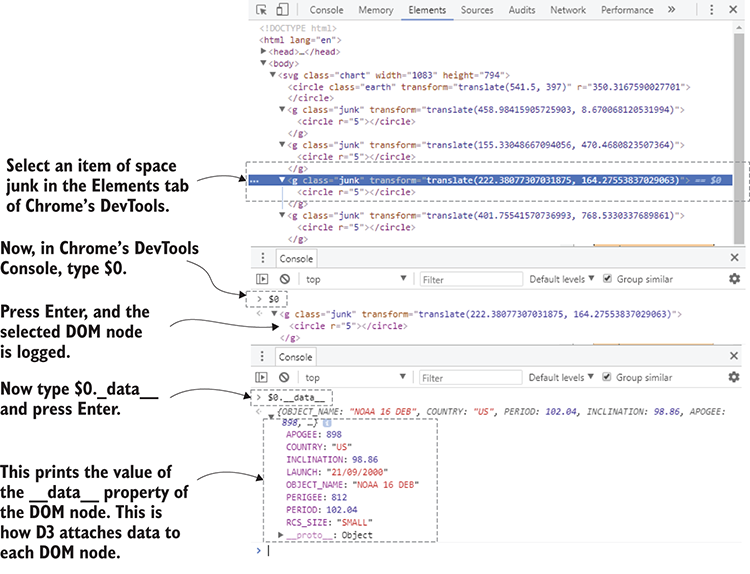 Console Memory Elements Sources Audits Network Performance »
<!DOCTYPE html>
<html lang="en">
▶<head>…</head>
▼<body>
▼<svg class="chart" width="1083" height="794">
<circle class="earth" transform="translate(541.5, 397)" r="350.3167590027701">
</circle>
▼<g class="junk" transform="translate(458.98415905725903, 8.670068120531994)">
<circle r="5"></circle>
</g>
▼<g class="junk" transform="translate(155.33048667094056, 470.4680823507364)">
<circle r="5"></circle>
</g>
Select an item of space
junk in the Elements tab
of Chrome’s DevTools.
… ▼<g class="junk" transform="translate(222.38077307031875, 164.27553837029063)"> == $0
<circle r="5"></circle>
</g>
▼<g class="junk" transform="translate(401.75541570736993, 768.5330337689861)">
<circle r="5"></circle>
</g>
Now, in Chrome’s DevTools
Console, type $0.
Console
top Filter Default levels ▼ Group similar
> $0
Press Enter, and the
selected DOM node
is logged.
▼<g class="junk" transform="translate(222.38077307031875, 164.27553837029063)">
<circle r="5"></circle>
</g>
Console
top Filter Default levels ▼ Group similar
Now type $0._data__
and press Enter.
> $0.__data__
{OBJECT_NAME: "NOAA 16 DEB", COUNTRY: "US", PERIOD: 102.04, INCLINATION: 98.86, APOGEE:
898, …}
APOGEE: 898
COUNTRY: "US"
INCLINATION: 98.86
LAUNCH: "21/09/2000"
OBJECT_NAME: "NOAA 16 DEB"
PERIGEE: 812
PERIOD: 102.04
RCS_SIZE: "SMALL"
▶ __proto__: Object
This prints the value of
the __data__ property of
the DOM node. This is
how D3 attaches data to
each DOM node.
>